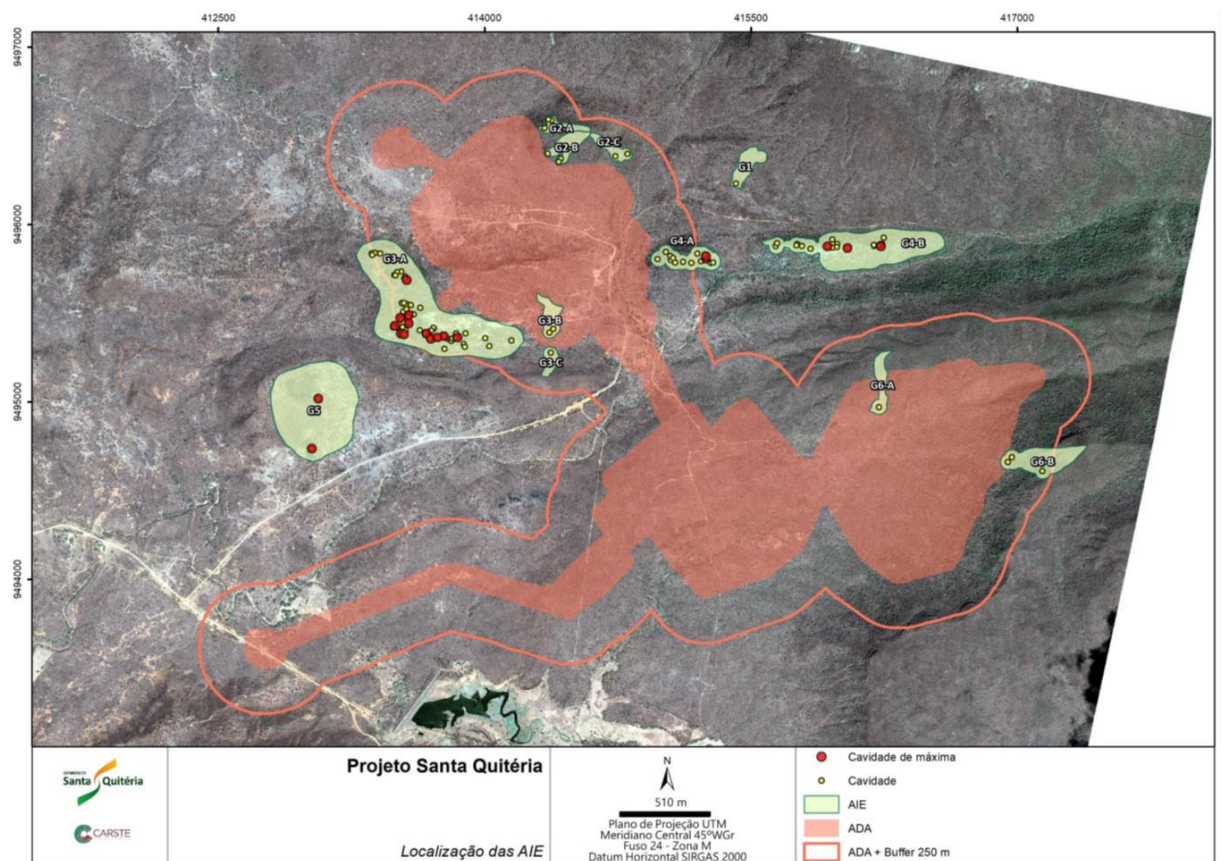 412500
414000
415500
417000
9497000
9496000
9495000
9494000
G2-A
G2-B
G2-C
G1
G4-A
G4-B
G3-A
G3-B
G3-C
G5
G6-A
G6-B
Santa Quitéria
CARSTE
Projeto Santa Quitéria
Localização das AIE
N
510 m
Plano de Projeção UTM
Meridiano Central 45ºWGr
Fuso 24 - Zona M
Datum Horizontal SIRGAS 2000
Cavidade de máxima
Cavidade
AIE
ADA
ADA + Buffer 250 m